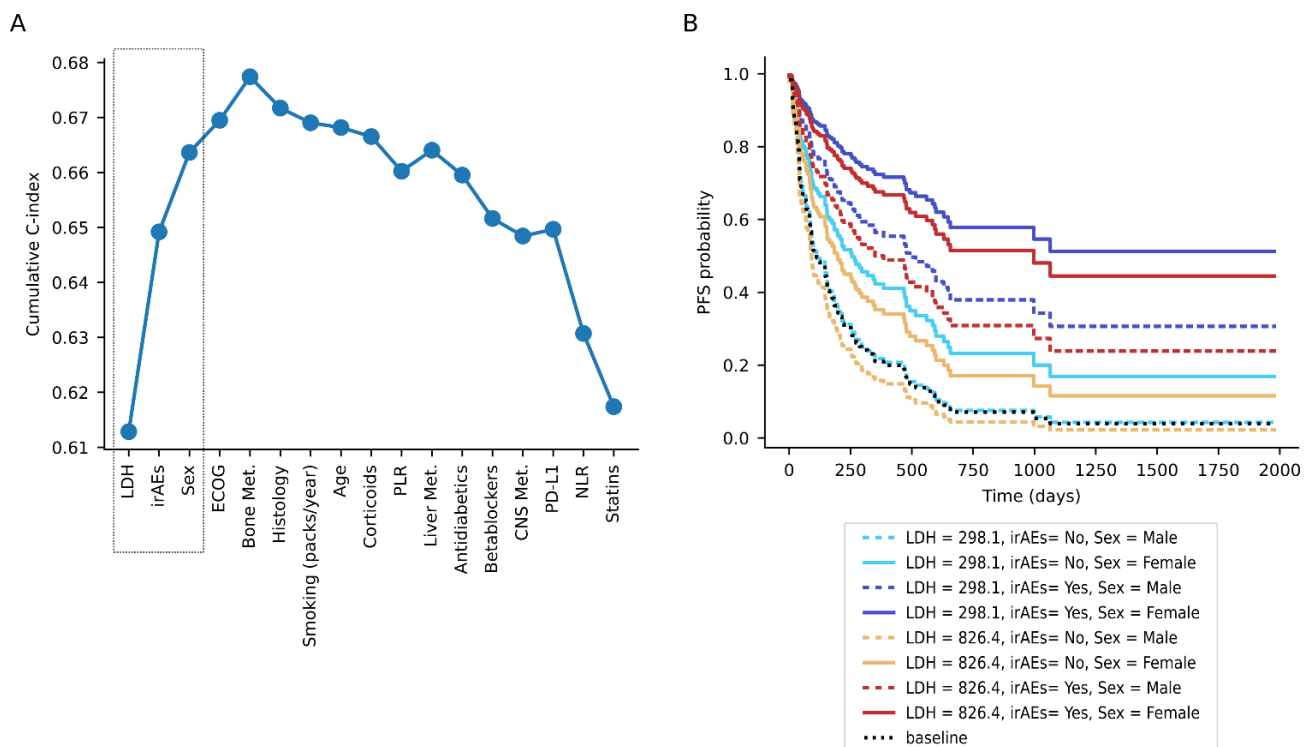 A
Cumulative C-index
0.68
0.67
0.66
0.65
0.64
0.63
0.62
0.61
LDH
irAEs
Sex
ECOG
Bone Met.
Histology
Smoking (packs/year)
Age
Corticoids
PLR
Liver Met.
Antidiabetics
Betablockers
CNS Met.
PD-L1
NLR
Statins
B
PFS probability
1.0
0.8
0.6
0.4
0.2
0.0
0 250 500 750 1000 1250 1500 1750 2000
Time (days)
LDH = 298.1, irAEs= No, Sex = Male
LDH = 298.1, irAEs= No, Sex = Female
LDH = 298.1, irAEs= Yes, Sex = Male
LDH = 298.1, irAEs= Yes, Sex = Female
LDH = 826.4, irAEs= No, Sex = Male
LDH = 826.4, irAEs= No, Sex = Female
LDH = 826.4, irAEs= Yes, Sex = Male
LDH = 826.4, irAEs= Yes, Sex = Female
baseline